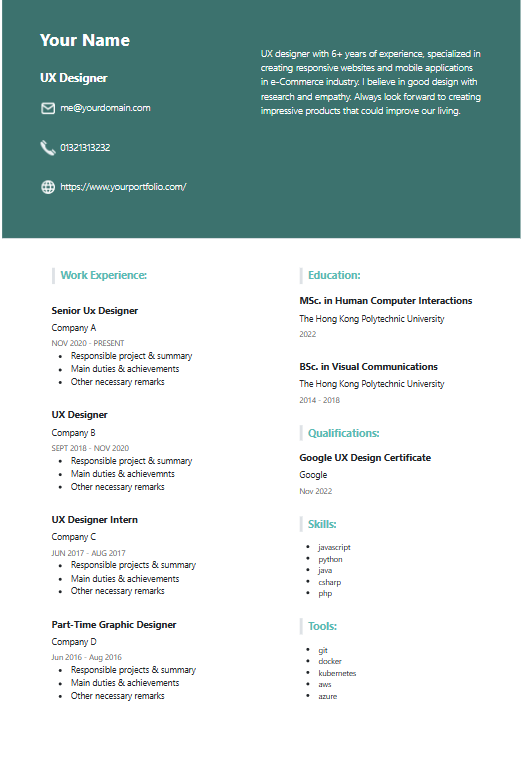 Your Name
UX Designer
me@yourdomain.com
01321313232
https://www.yourportfolio.com/
UX designer with 6+ years of experience, specialized in
creating responsive websites and mobile applications
in e-Commerce industry. I believe in good design with
research and empathy. Always look forward to creating
impressive products that could improve our living.
Work Experience:
Senior Ux Designer
Company A
NOV 2020 - PRESENT
• Responsible project & summary
• Main duties & achievements
• Other necessary remarks
UX Designer
Company B
SEPT 2018 - NOV 2020
• Responsible project & summary
• Main duties & achievemnts
• Other necessary remarks
UX Designer Intern
Company C
JUN 2017 - AUG 2017
• Responsible projects & summary
• Main duties & achievements
• Other necessary remarks
Part-Time Graphic Designer
Company D
Jun 2016 - Aug 2016
• Responsible projects & summary
• Main duties & achievements
• Other necessary remarks
Education:
MSc. in Human Computer Interactions
The Hong Kong Polytechnic University
2022
BSc. in Visual Communications
The Hong Kong Polytechnic University
2014 - 2018
Qualifications:
Google UX Design Certificate
Google
Nov 2022
Skills:
• javascript
• python
• java
• csharp
• php
Tools:
• git
• docker
• kubernetes
• aws
• azure